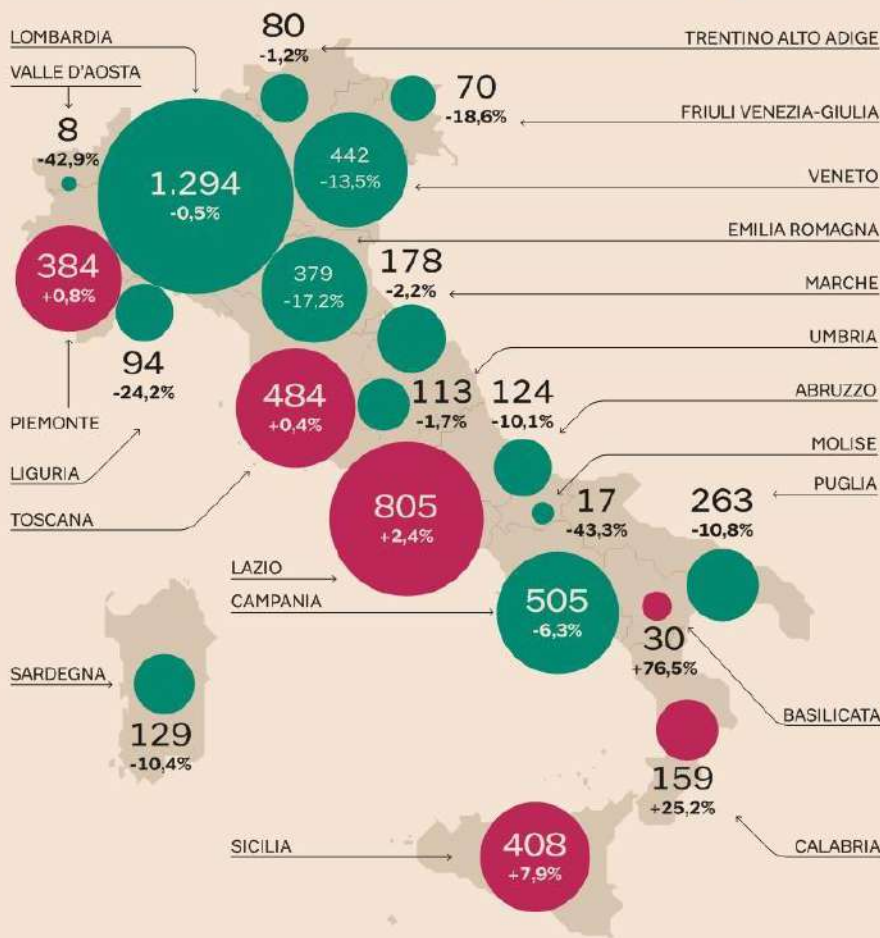 80
-1,2%
LOMBARDIA
TRENTINO ALTO ADIGE
VALLE D'AOSTA
8
-42,9%
70
-18,6%
FRIULI VENEZIA-GIULIA
442
-13,5%
1.294
-0,5%
VENETO
EMILIA ROMAGNA
384
+0,8%
379
-17,2%
178
-2,2%
MARCHE
UMBRIA
94
-24,2%
484
+0,4%
113
-1,7%
124
-10,1%
ABRUZZO
PIEMONTE
MOLISE
LIGURIA
PUGLIA
805
+2,4%
17
-43,3%
263
-10,8%
TOSCANA
LAZIO
CAMPANIA
505
-6,3%
30
+76,5%
SARDEGNA
129
-10,4%
BASILICATA
159
+25,2%
SICILIA
408
+7,9%
CALABRIA